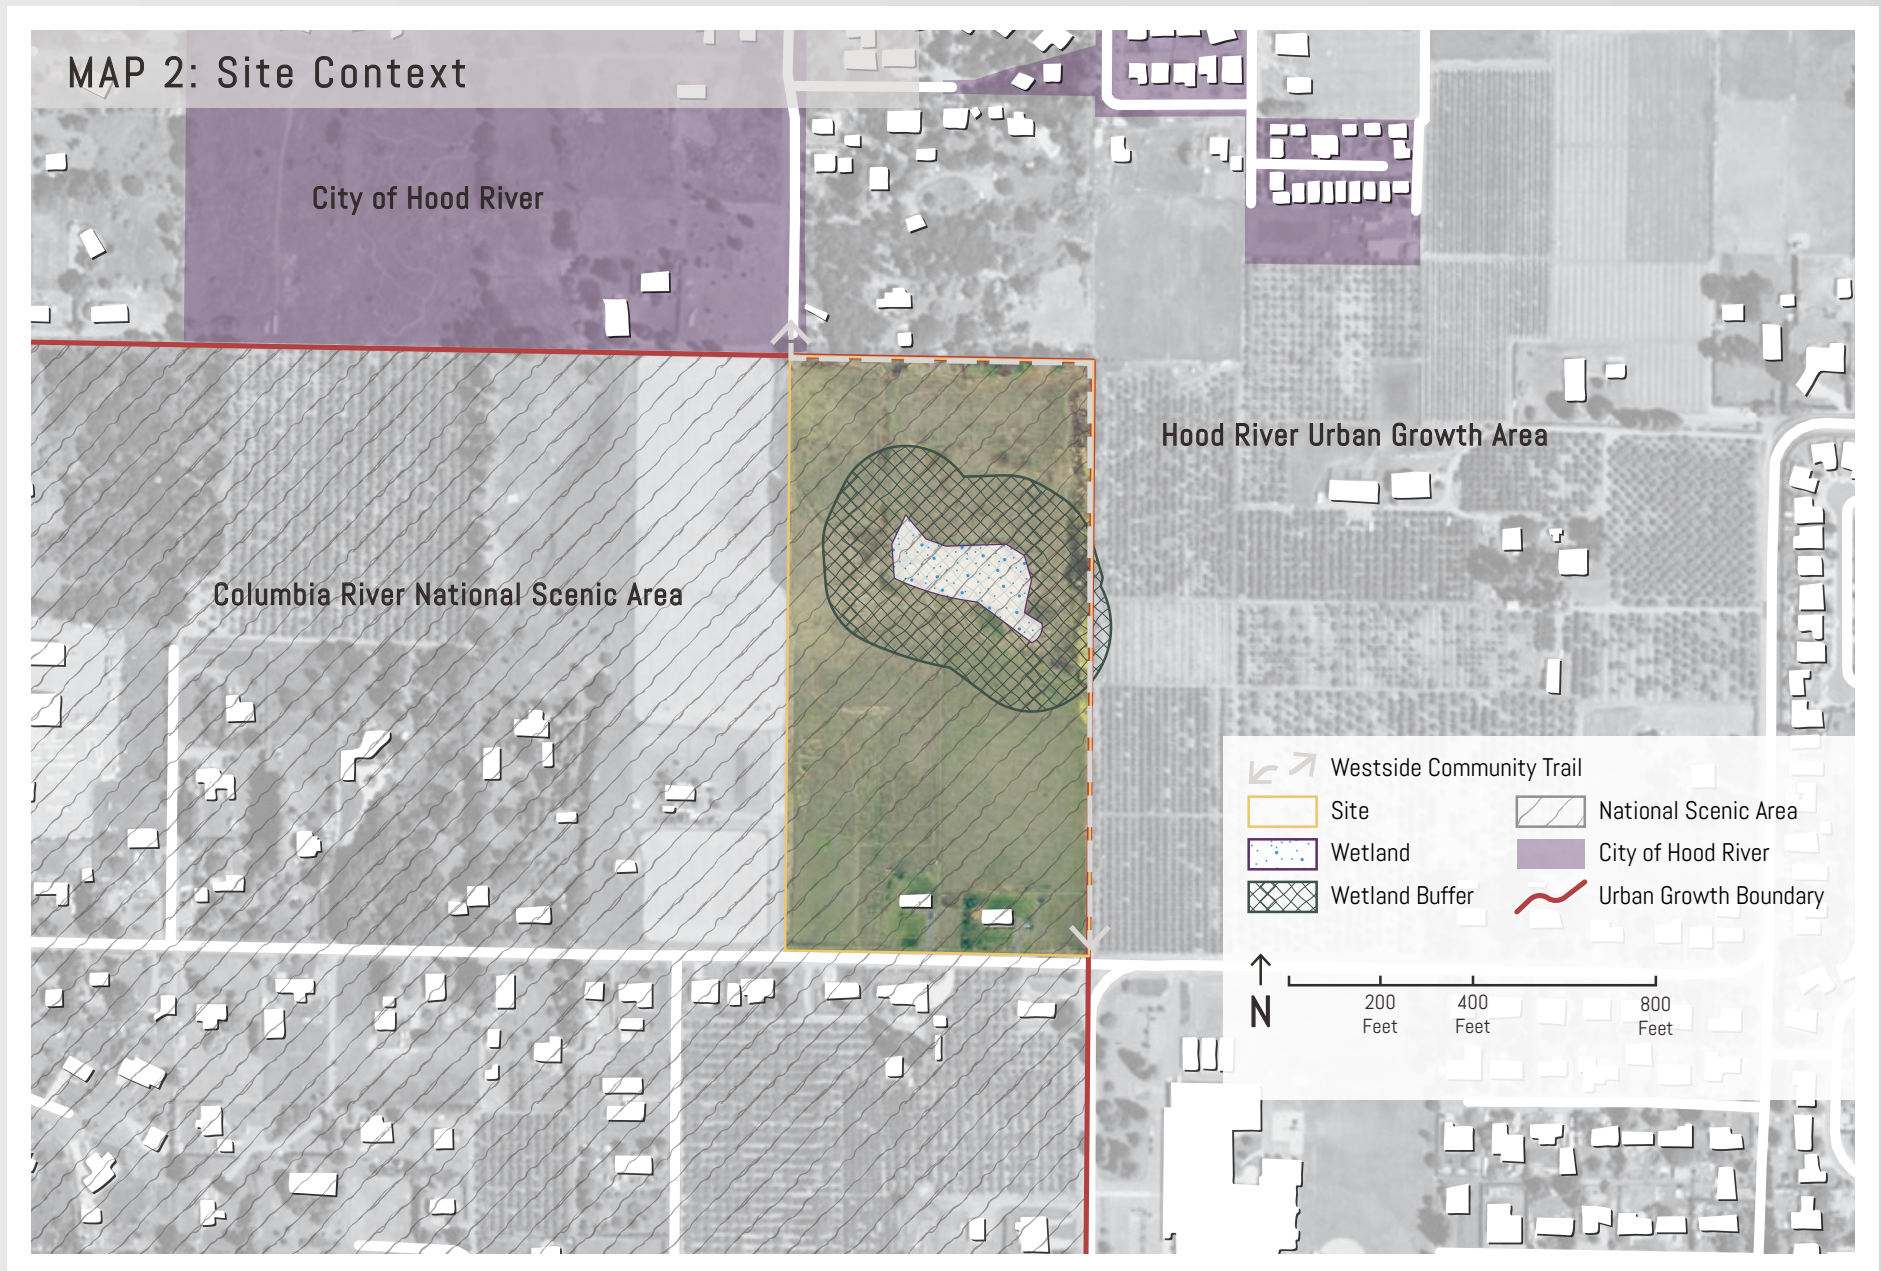 MAP 2: Site Context
City of Hood River
Hood River Urban Growth Area
Columbia River National Scenic Area
Westside Community Trail
Site
National Scenic Area
Wetland
City of Hood River
Wetland Buffer
Urban Growth Boundary
N
200
Feet
400
Feet
800
Feet